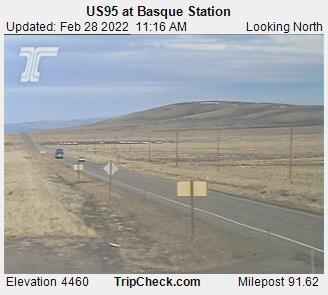 US95 at Basque Station
Updated: Feb 28 2022 11:16 AM Looking North
Elevation 4460 TripCheck.com Milepost 91.62